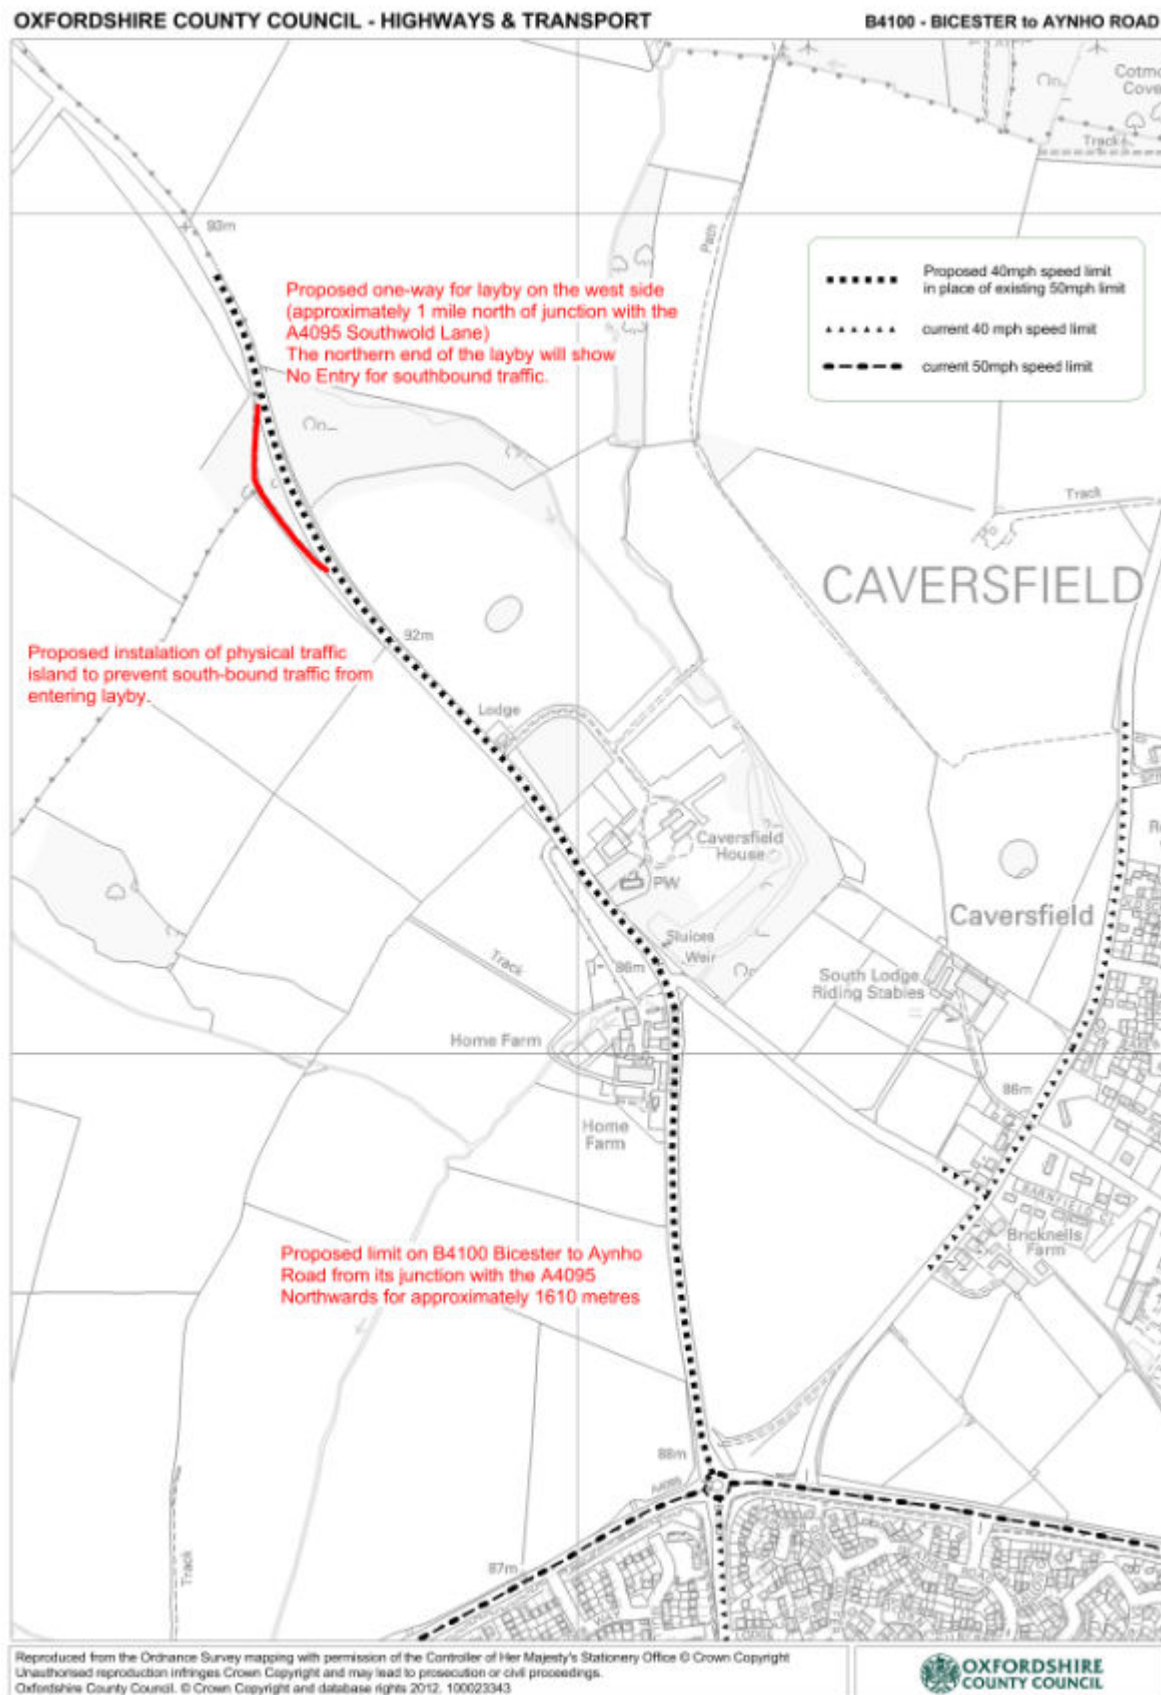 OXFORDSHIRE COUNTY COUNCIL - HIGHWAYS & TRANSPORT
B4100 - BICESTER to AYNHO ROAD
Track
93m
Path
Proposed 40mph speed limit
in place of existing 50mph limit
current 40 mph speed limit
current 50mph speed limit
Proposed one-way for layby on the west side
(approximately 1 mile north of junction with the
A4095 Southwold Lane)
The northern end of the layby will show
No Entry for southbound traffic.
Track
CAVERSFIELD
92m
Proposed instalation of physical traffic
island to prevent south-bound traffic from
entering layby.
Lodge
Caversfield
House
PW
Caversfield
Sluices
Weir
Track
86m
South Lodge
Riding Stables
Home Farm
86m
Home
Farm
BARNFIELD
Bricknells
Farm
Proposed limit on B4100 Bicester to Aynho
Road from its junction with the A4095
Northwards for approximately 1610 metres
88m
A4095
87m
Track
Reproduced from the Ordnance Survey mapping with permission of the Controller of Her Majesty's Stationery Office © Crown Copyright
Unauthorised reproduction infringes Crown Copyright and may lead to prosecution or civil proceedings.
Oxfordshire County Council. © Crown Copyright and database rights 2012. 100023343
OXFORDSHIRE
COUNTY COUNCIL